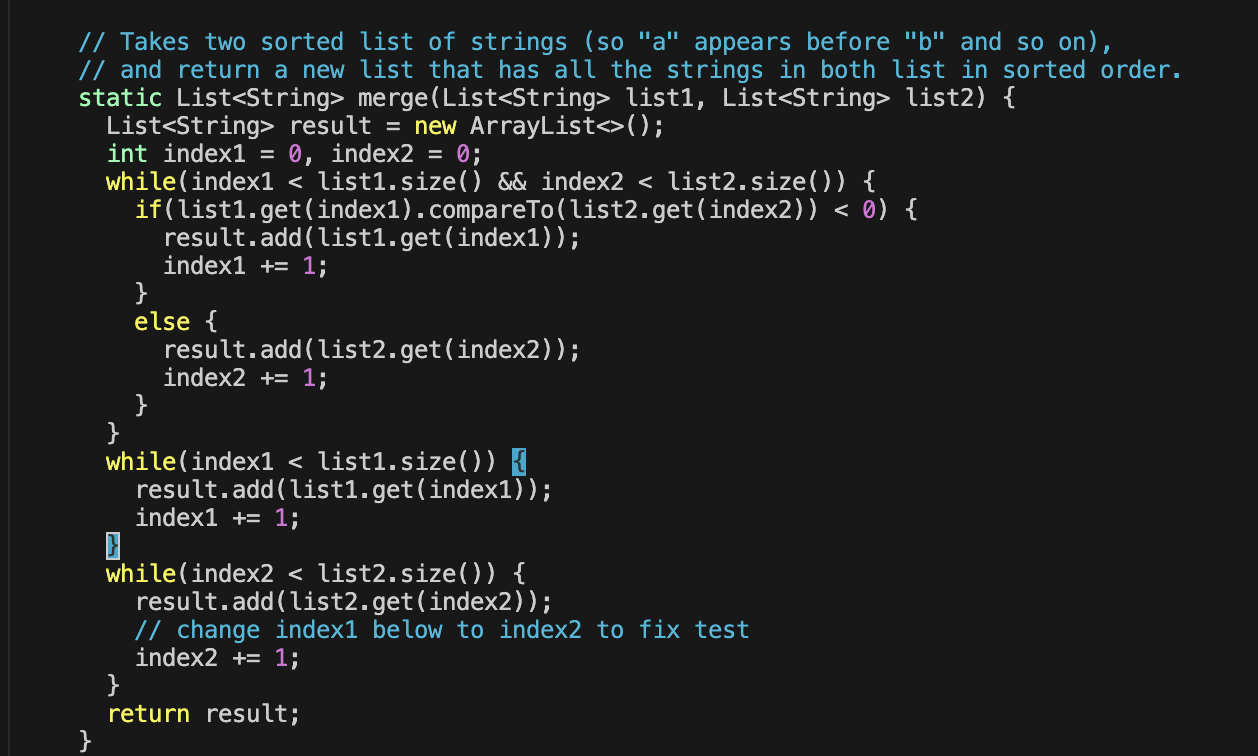 // Takes two sorted list of strings (so "a" appears before "b" and so on),
// and return a new list that has all the strings in both list in sorted order.
static List<String> merge(List<String> list1, List<String> list2) {
  List<String> result = new ArrayList<>();
  int index1 = 0, index2 = 0;
  while(index1 < list1.size() && index2 < list2.size()) {
    if(list1.get(index1).compareTo(list2.get(index2)) < 0) {
      result.add(list1.get(index1));
      index1 += 1;
    }
    else {
      result.add(list2.get(index2));
      index2 += 1;
    }
  }
  while(index1 < list1.size()) {
    result.add(list1.get(index1));
    index1 += 1;
  }
  while(index2 < list2.size()) {
    result.add(list2.get(index2));
    // change index1 below to index2 to fix test
    index2 += 1;
  }
  return result;
}